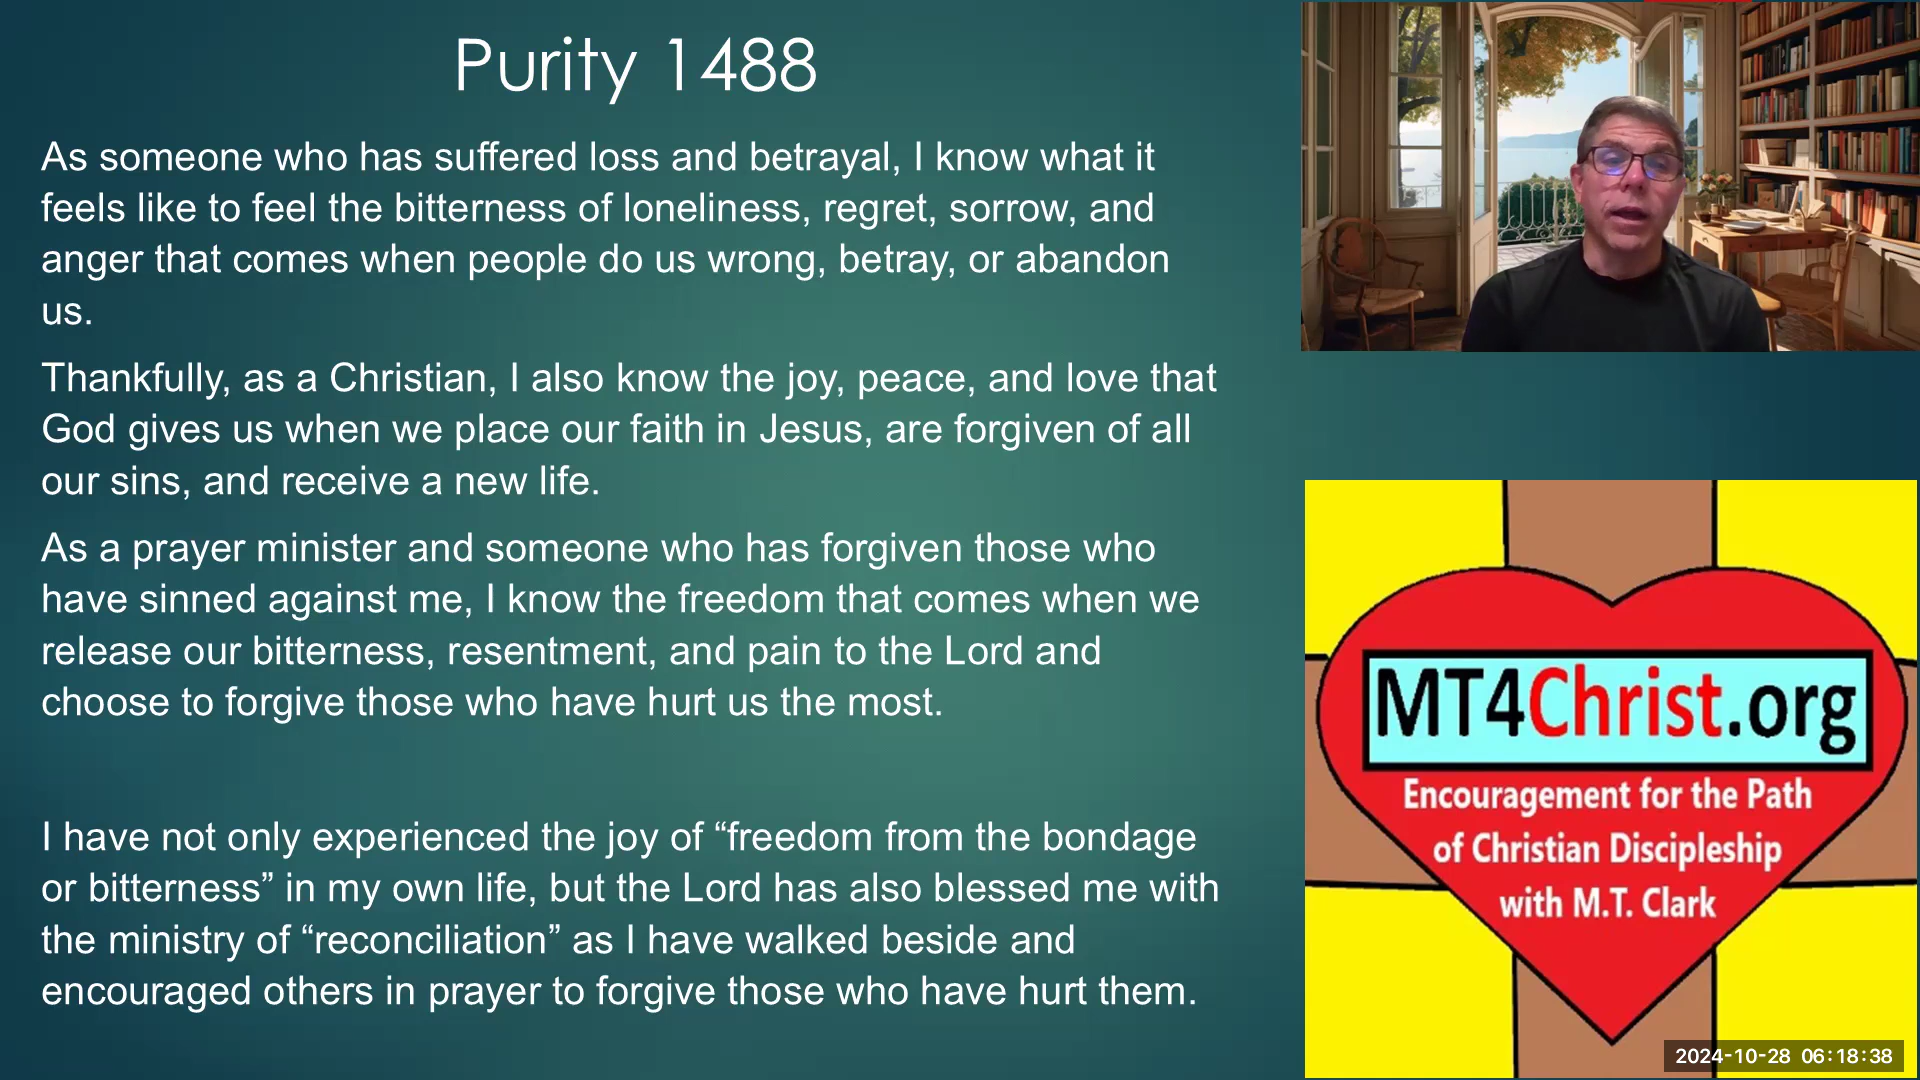 Purity 1488
As someone who has suffered loss and betrayal, I know what it
feels like to feel the bitterness of loneliness, regret, sorrow, and
anger that comes when people do us wrong, betray, or abandon
us.
Thankfully, as a Christian, I also know the joy, peace, and love that
God gives us when we place our faith in Jesus, are forgiven of all
our sins, and receive a new life.
As a prayer minister and someone who has forgiven those who
have sinned against me, I know the freedom that comes when we
release our bitterness, resentment, and pain to the Lord and
choose to forgive those who have hurt us the most.
I have not only experienced the joy of “freedom from the bondage
or bitterness” in my own life, but the Lord has also blessed me with
the ministry of “reconciliation” as I have walked beside and
encouraged others in prayer to forgive those who have hurt them.
MT4Christ.org
Encouragement for the Path
of Christian Discipleship
with M.T. Clark
2024-10-28 06:18:38